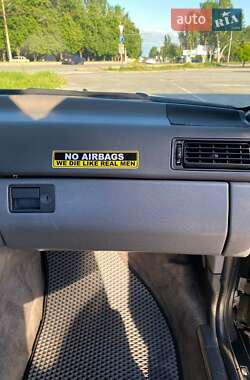 AUTO RIA
NO AIRBAGS
WE DIE LIKE REAL MEN